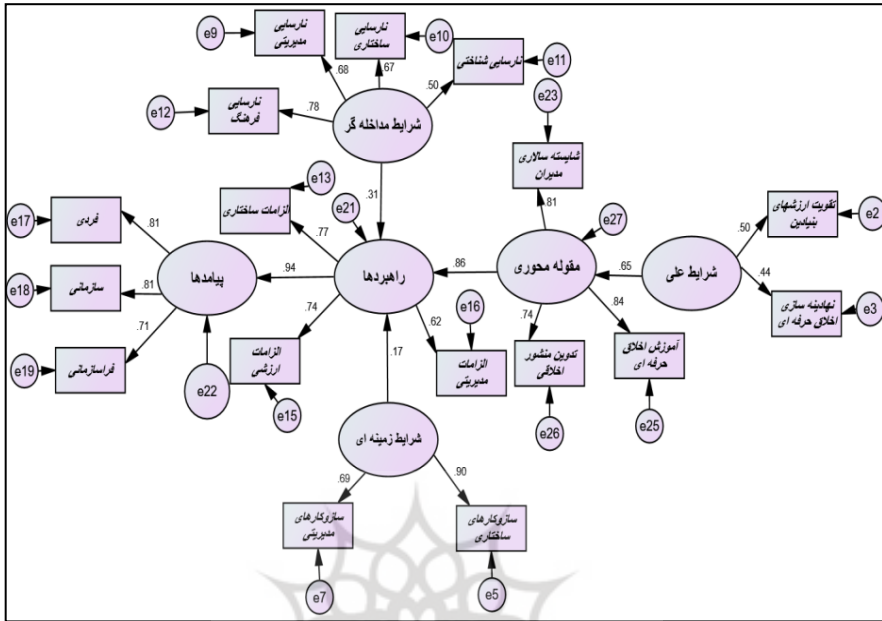 e9
نارسایی
مدیریتی
.68
نارسایی
ساختاری
.67
e10
نارسایی شناختی
.50
e11
e12
نارسایی
فرهنگ
.78
شرایط مداخله گر
.31
e23
شایسته سالاری
مدیران
.81
e27
e13
الزامات ساختاری
.77
e21
e17
فردی
.81
e18
سازمانی
.81
e19
فراسازمانی
.71
پیامدها
e22
.94
راهبردها
.86
مقوله محوری
.65
شرایط علی
.50
تقویت ارزشهای
بنیادین
e2
.44
نهادینه سازی
اخلاق حرفه ای
e3
.74
الزامات
ارزشی
e15
.62
e16
الزامات
مدیریتی
.74
تدوین منشور
اخلاقی
e26
.84
آموزش اخلاق
حرفه ای
e25
.17
شرایط زمینه ای
.69
سازوکارهای
مدیریتی
e7
.90
سازوکارهای
ساختاری
e5